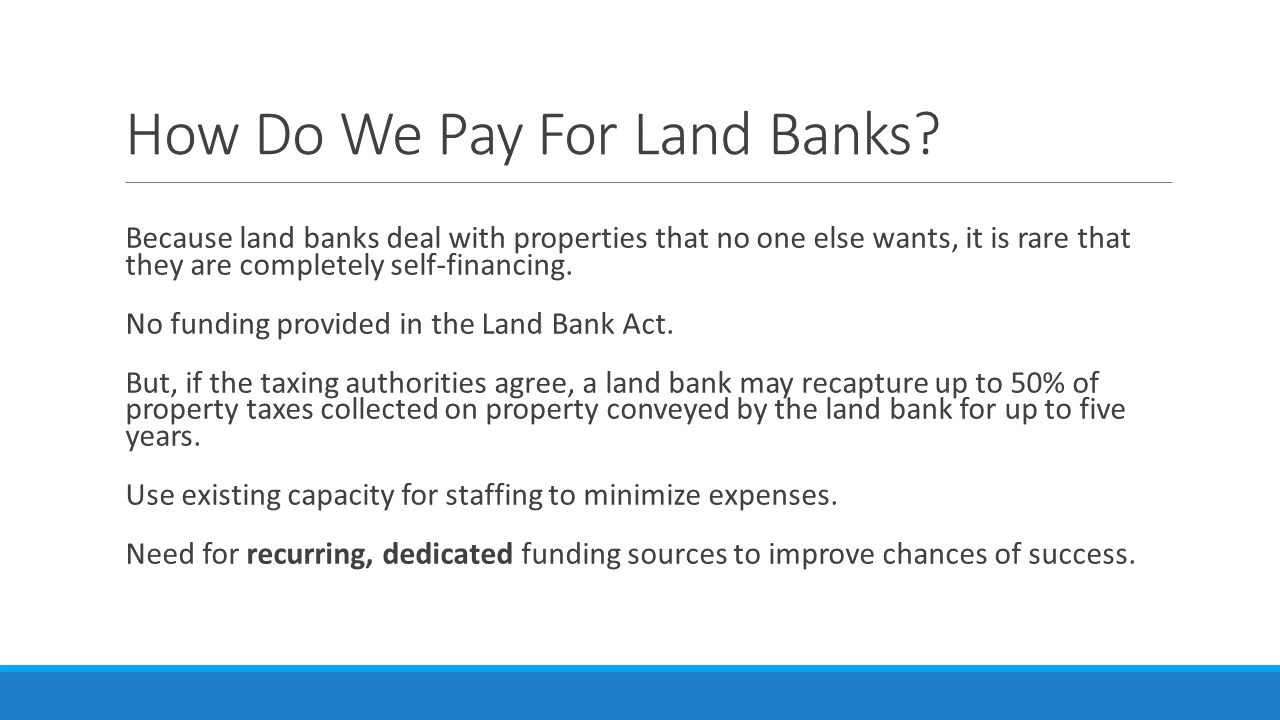 How Do We Pay For Land Banks?
Because land banks deal with properties that no one else wants, it is rare that
they are completely self-financing.
No funding provided in the Land Bank Act.
But, if the taxing authorities agree, a land bank may recapture up to 50% of
property taxes collected on property conveyed by the land bank for up to five
years.
Use existing capacity for staffing to minimize expenses.
Need for recurring, dedicated funding sources to improve chances of success.